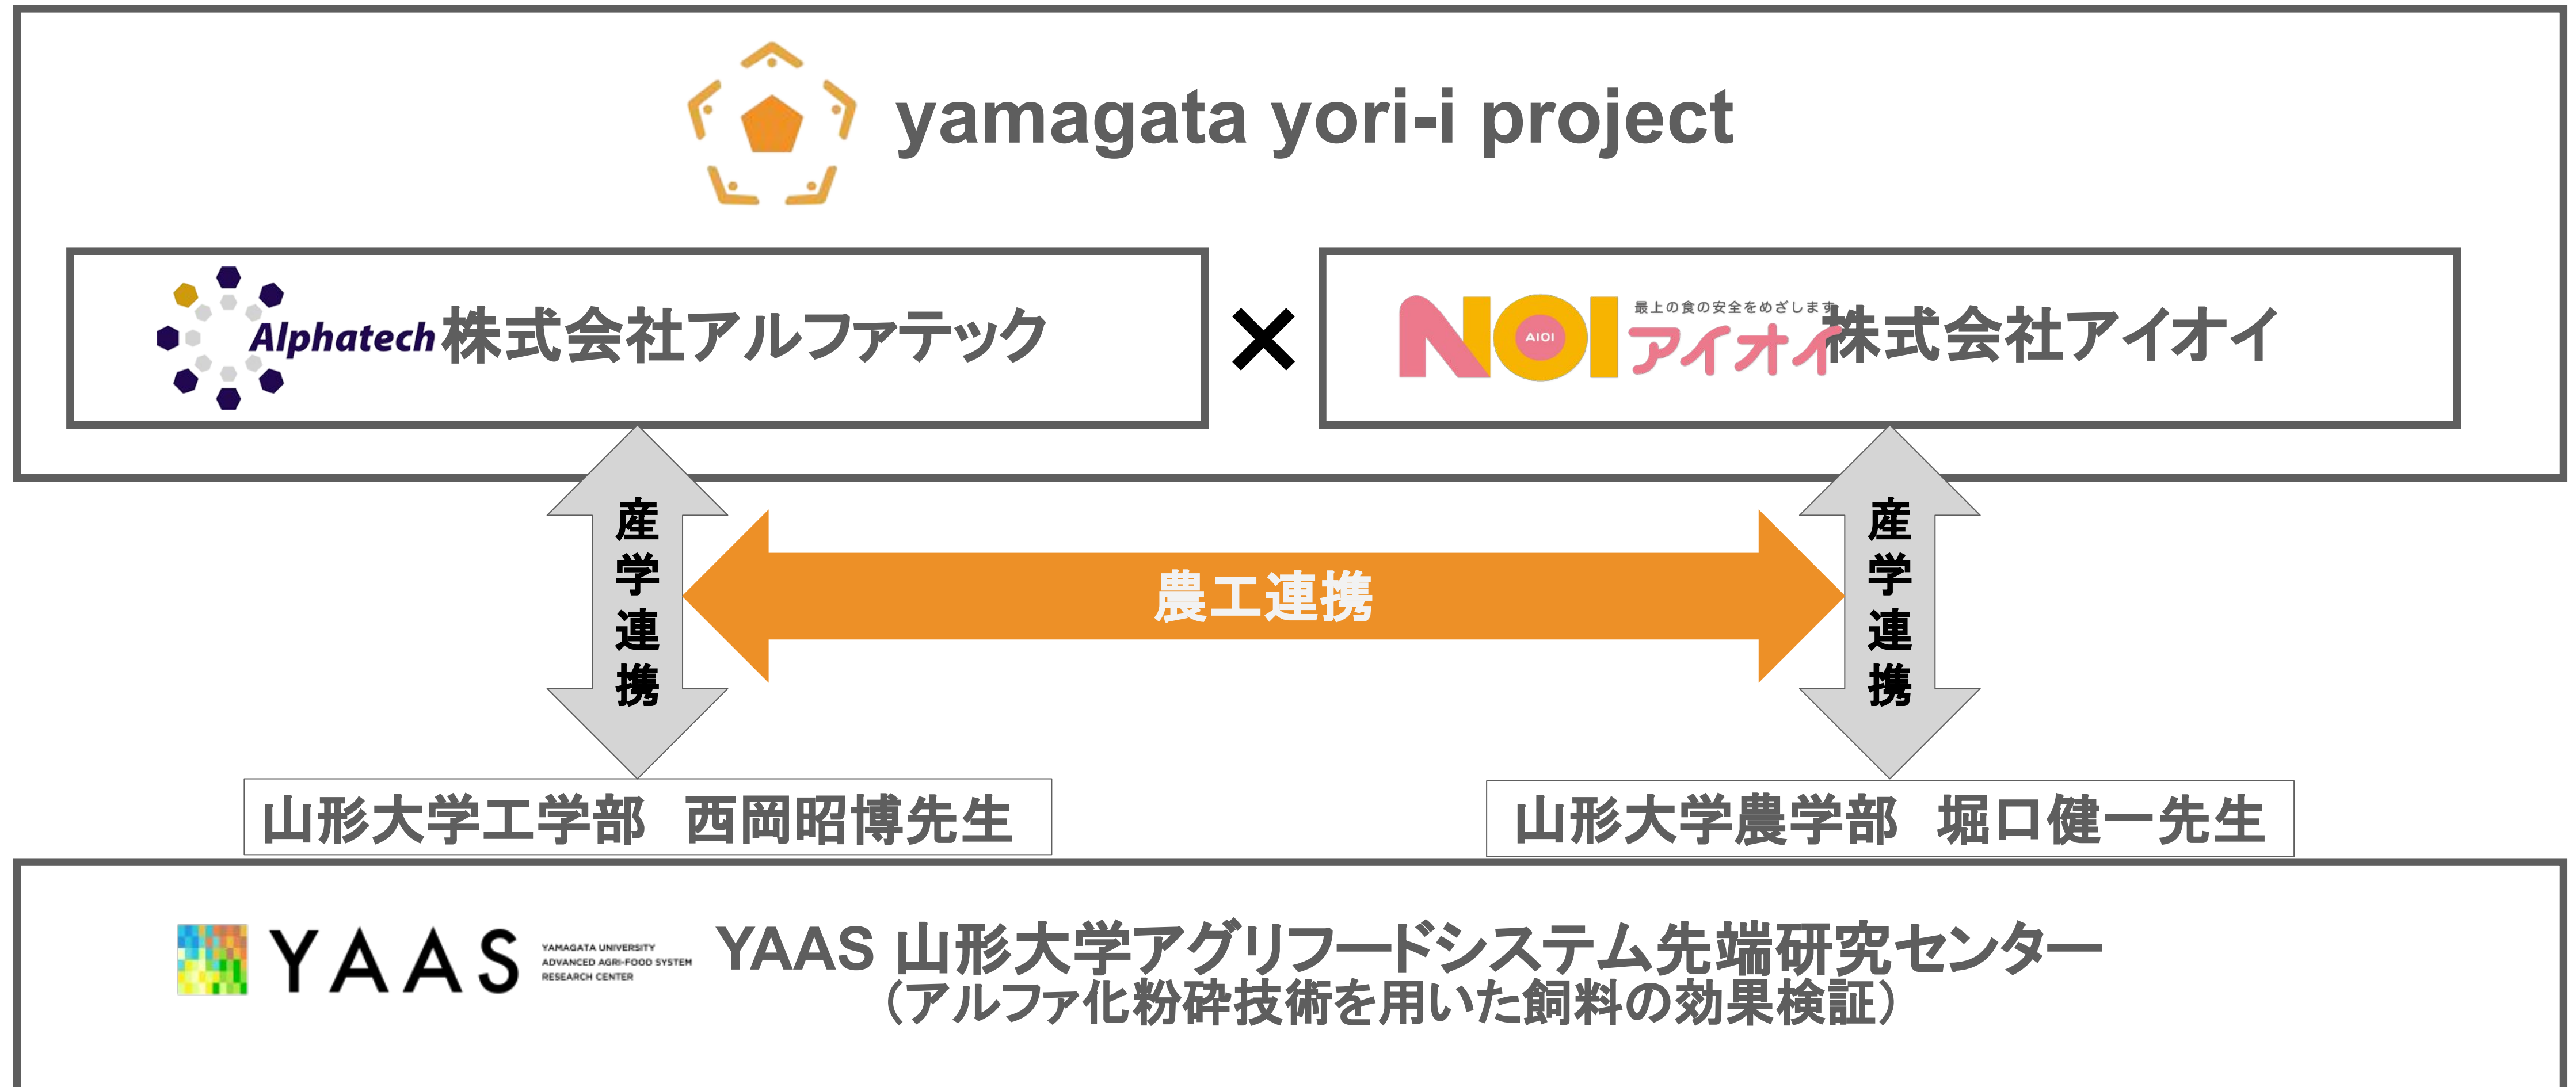 yamagata yori-i project
Alphatech 株式会社アルファテック
×
NOI
AIOI
最上の食の安全をめざします
アイオイ
株式会社アイオイ
産学連携
農工連携
産学連携
山形大学工学部　西岡昭博先生
山形大学農学部　堀口健一先生
YAAS
YAMAGATA UNIVERSITY
ADVANCED AGRI-FOOD SYSTEM
RESEARCH CENTER
YAAS 山形大学アグリフードシステム先端研究センター
（アルファ化粉砕技術を用いた飼料の効果検証）